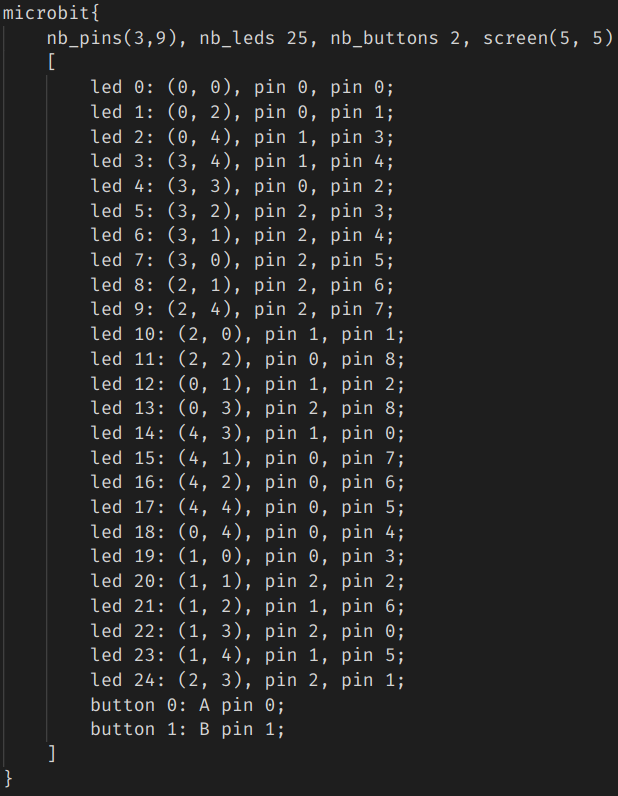 microbit{
nb_pins(3,9), nb_leds 25, nb_buttons 2, screen(5, 5)
[
led 0: (0, 0), pin 0, pin 0;
led 1: (0, 2), pin 0, pin 1;
led 2: (0, 4), pin 1, pin 3;
led 3: (3, 4), pin 1, pin 4;
led 4: (3, 3), pin 0, pin 2;
led 5: (3, 2), pin 2, pin 3;
led 6: (3, 1), pin 2, pin 4;
led 7: (3, 0), pin 2, pin 5;
led 8: (2, 1), pin 2, pin 6;
led 9: (2, 4), pin 2, pin 7;
led 10: (2, 0), pin 1, pin 1;
led 11: (2, 2), pin 0, pin 8;
led 12: (0, 1), pin 1, pin 2;
led 13: (0, 3), pin 2, pin 8;
led 14: (4, 3), pin 1, pin 0;
led 15: (4, 1), pin 0, pin 7;
led 16: (4, 2), pin 0, pin 6;
led 17: (4, 4), pin 0, pin 5;
led 18: (0, 4), pin 0, pin 4;
led 19: (1, 0), pin 0, pin 3;
led 20: (1, 1), pin 2, pin 2;
led 21: (1, 2), pin 1, pin 6;
led 22: (1, 3), pin 2, pin 0;
led 23: (1, 4), pin 1, pin 5;
led 24: (2, 3), pin 2, pin 1;
button 0: A pin 0;
button 1: B pin 1;
]
}